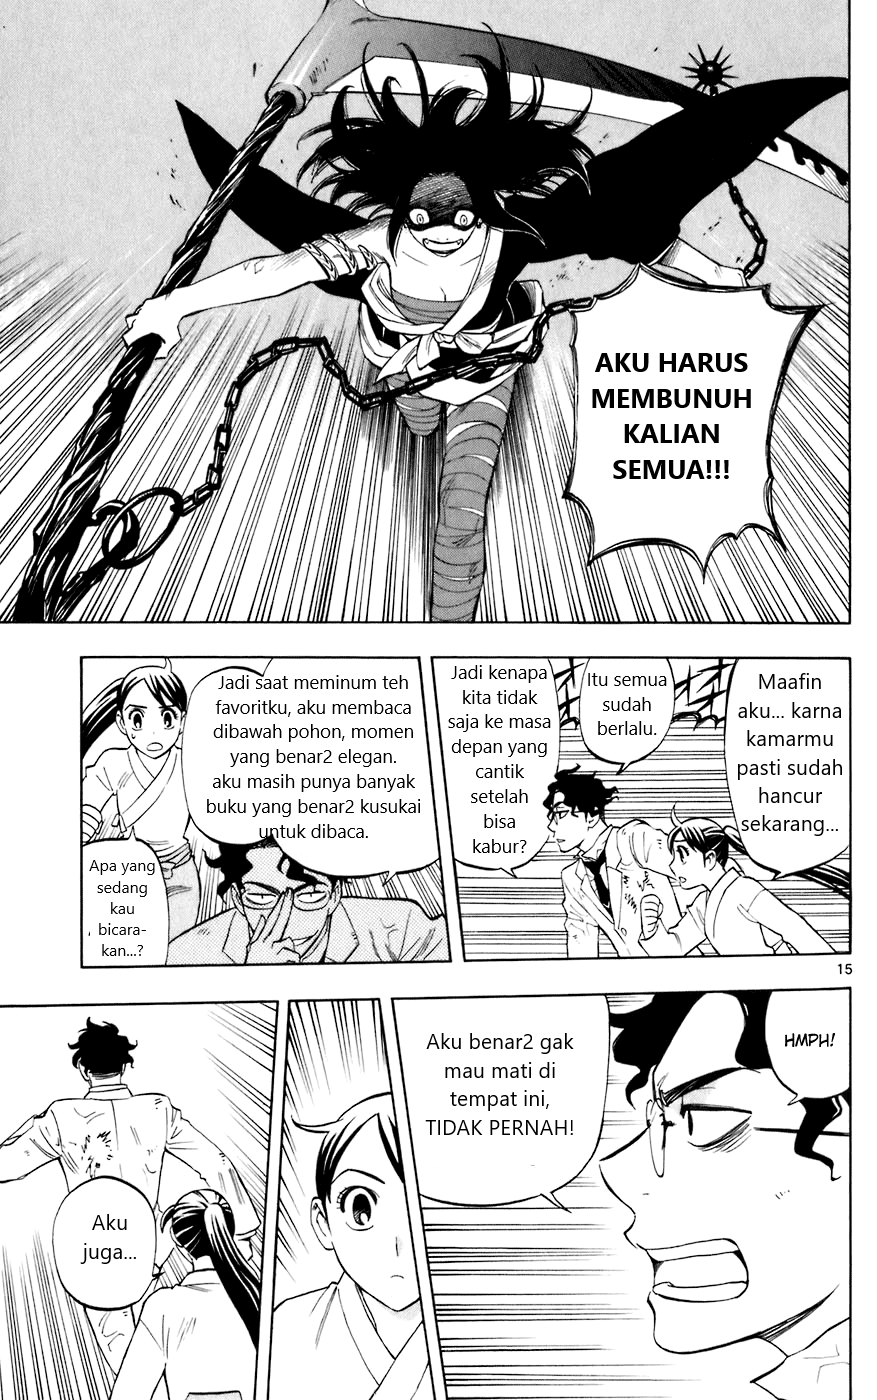 AKU HARUS
MEMBUNUH
KALIAN
SEMUA!!!
Maafin
aku... karna
kamarmu
pasti sudah
hancur
sekarang...
Itu semua
sudah
berlalu.
Jadi kenapa
kita tidak
saja ke masa
depan yang
cantik
setelah
bisa
kabur?
Jadi saat meminum teh
favoritku, aku membaca
dibawah pohon, momen
yang benar2 elegan.
aku masih punya banyak
buku yang benar2 kusukai
untuk dibaca.
Apa yang
sedang
kau
bicara-
kan...?
15
HMPH!
Aku benar2 gak
mau mati di
tempat ini,
TIDAK PERNAH!
Aku
juga...